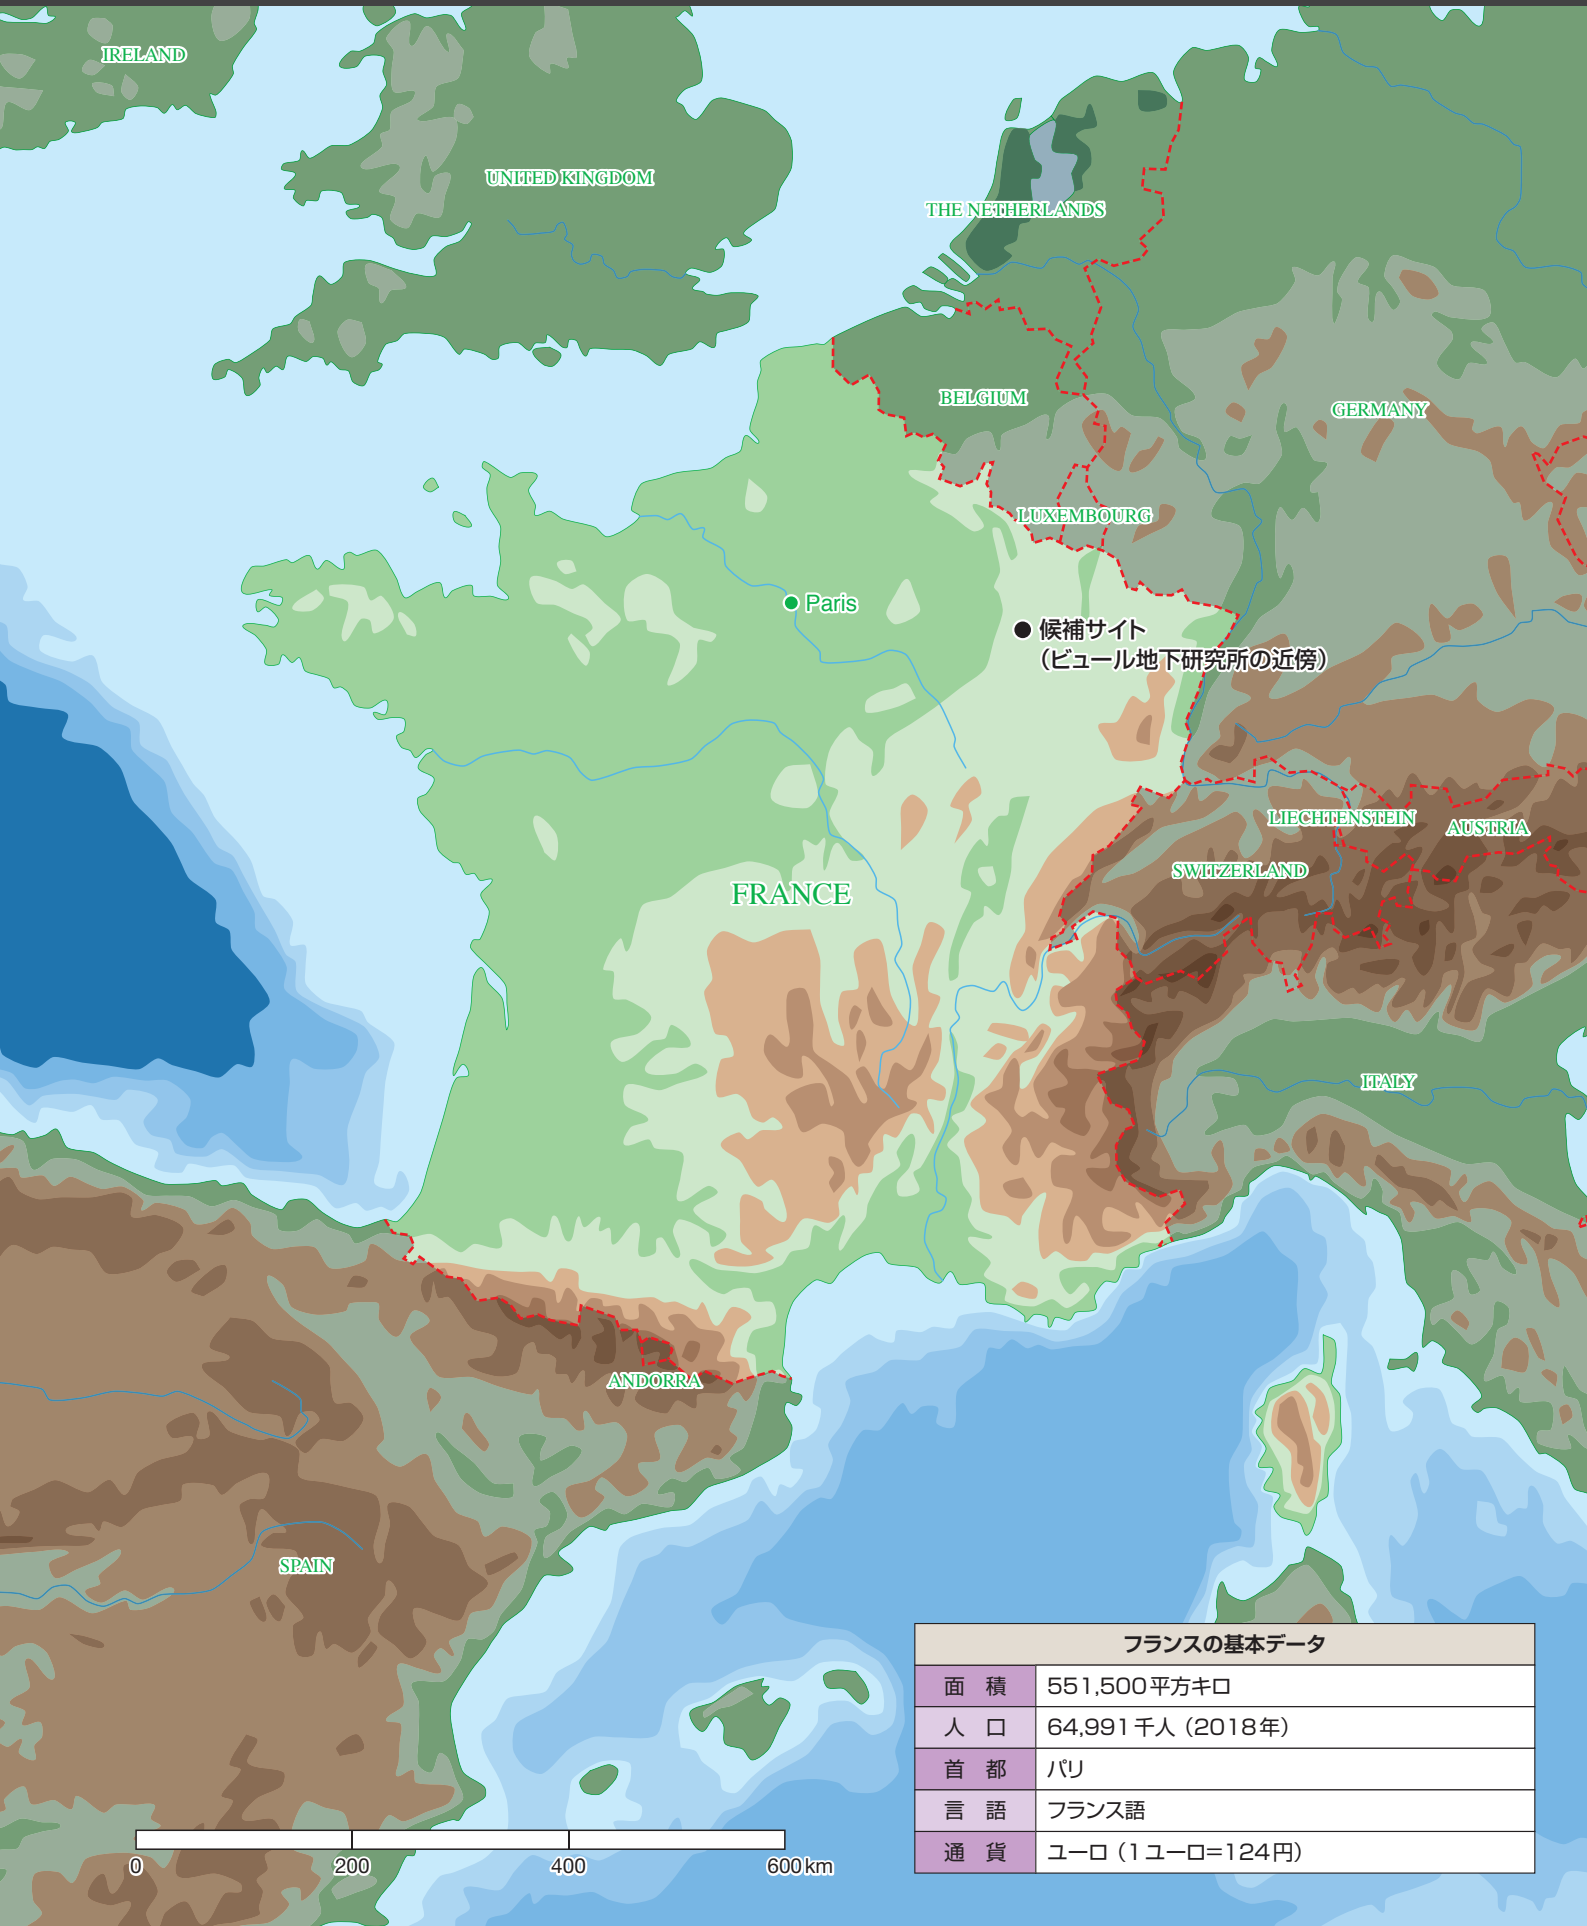 IRELAND
UNITED KINGDOM
THE NETHERLANDS
BELGIUM
GERMANY
LUXEMBOURG
Paris
候補サイト
（ビュール地下研究所の近傍）
LIECHTENSTEIN
AUSTRIA
SWITZERLAND
FRANCE
ITALY
ANDORRA
SPAIN
フランスの基本データ
面　積 551,500平方キロ
人　口 64,991千人（2018年）
首　都 パリ
言　語 フランス語
通　貨 ユーロ（1ユーロ=124円）
0 200 400 600km